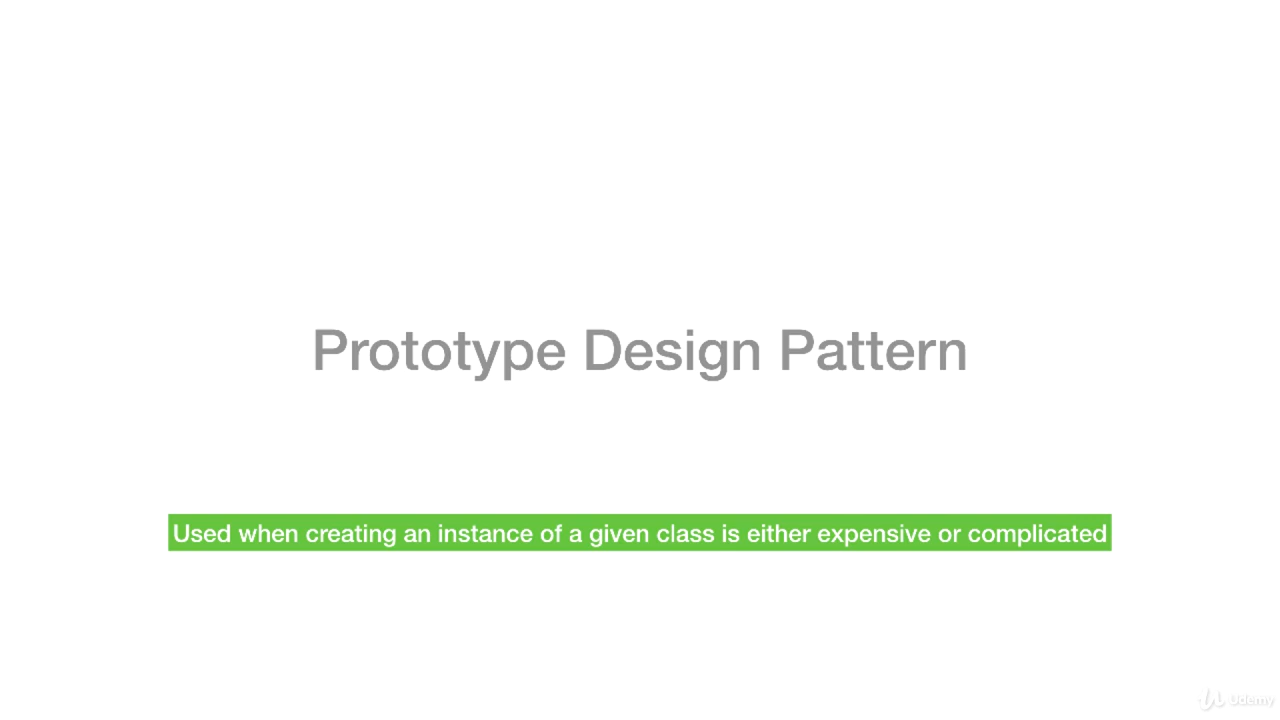 Prototype Design Pattern
Used when creating an instance of a given class is either expensive or complicated
Udemy